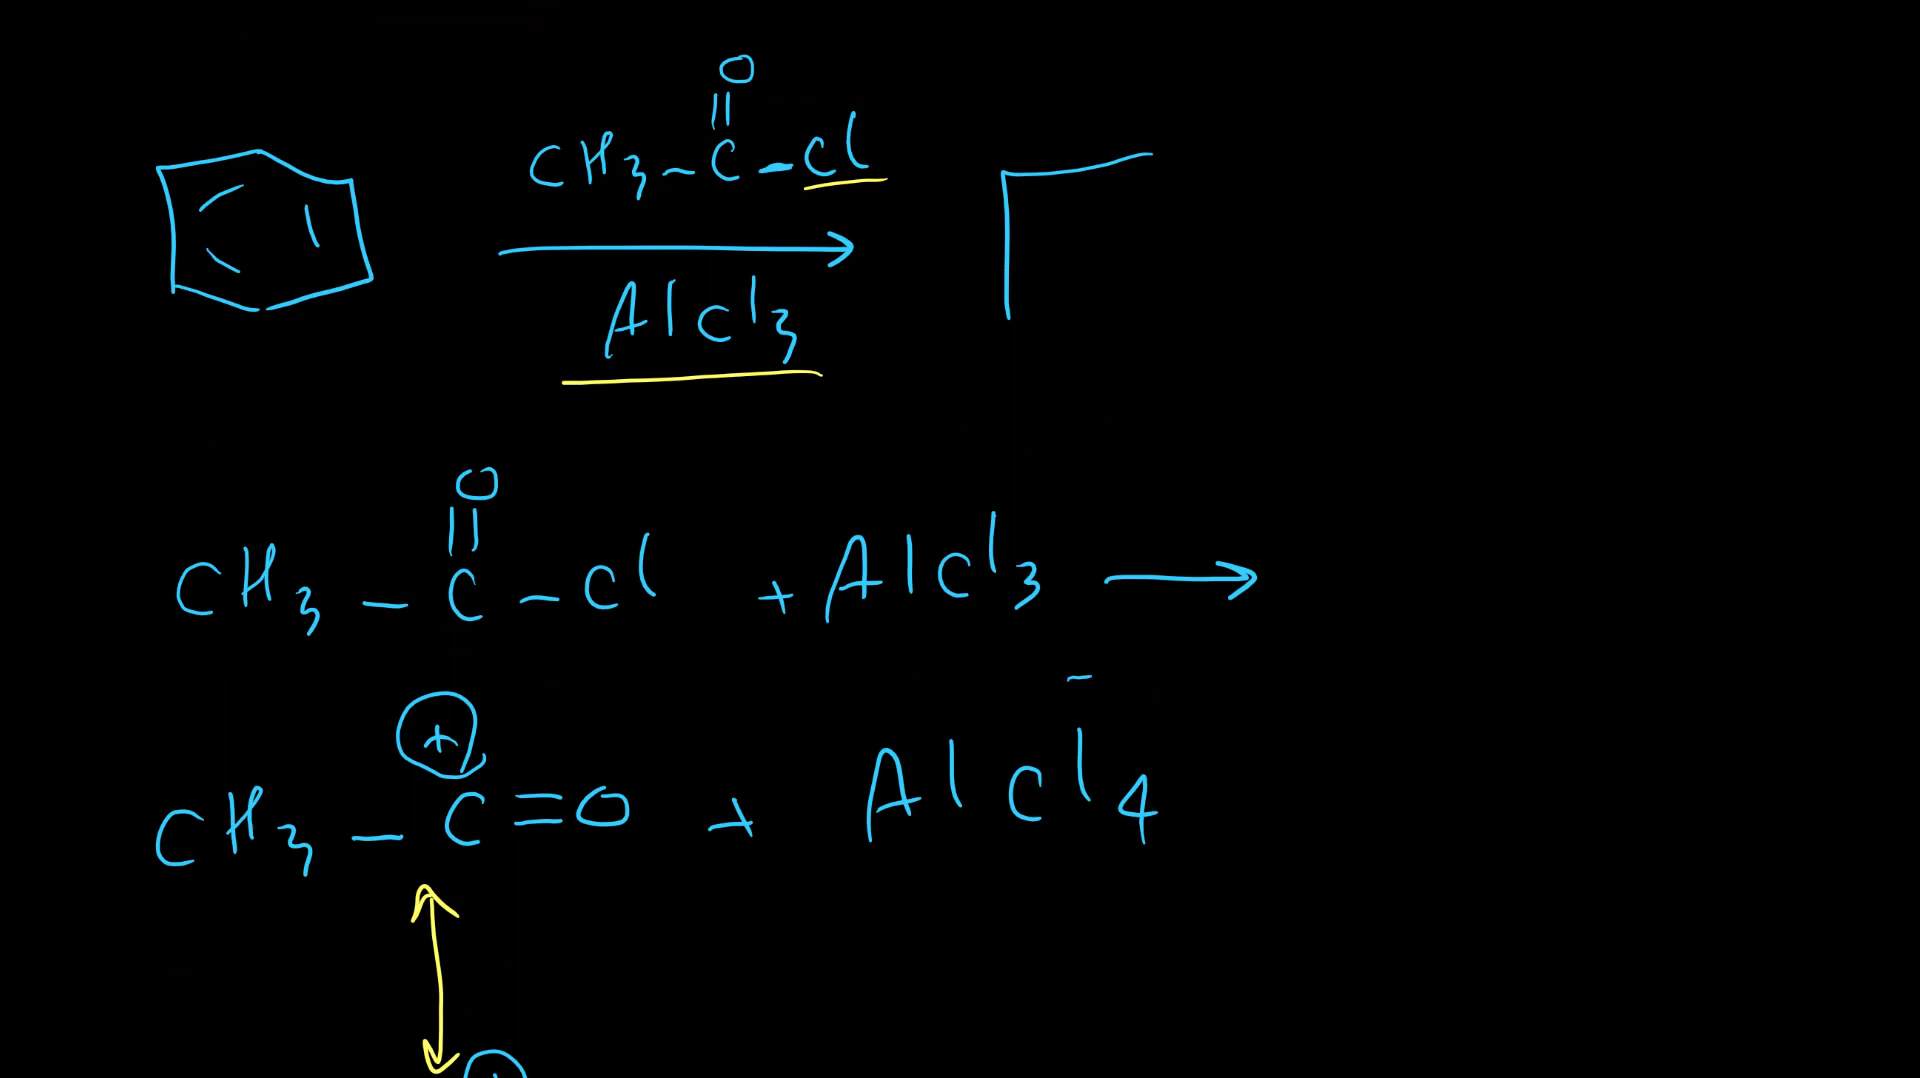 O
||
CH3-C-Cl
AlCl3
O
||
CH3-C-Cl + AlCl3 →
⊕ -
CH3-C=O + AlCl4
+